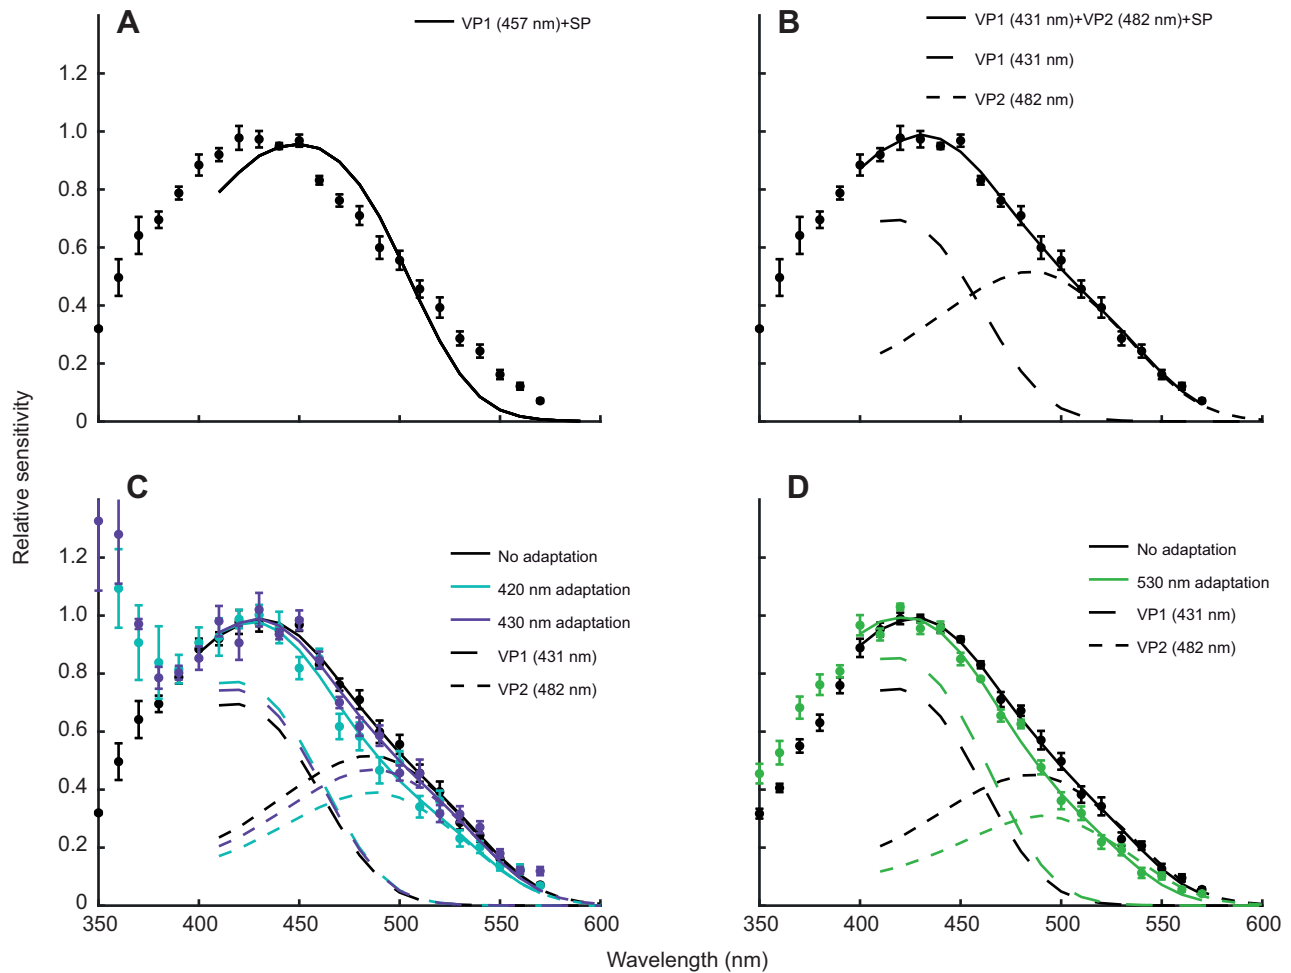 A
VP1 (457 nm)+SP
B
VP1 (431 nm)+VP2 (482 nm)+SP
VP1 (431 nm)
VP2 (482 nm)
1.2
1.0
0.8
0.6
0.4
0.2
0
Relative sensitivity
C
No adaptation
420 nm adaptation
430 nm adaptation
VP1 (431 nm)
VP2 (482 nm)
D
No adaptation
530 nm adaptation
VP1 (431 nm)
VP2 (482 nm)
1.2
1.0
0.8
0.6
0.4
0.2
0
350 400 450 500 550 600
350 400 450 500 550 600
Wavelength (nm)